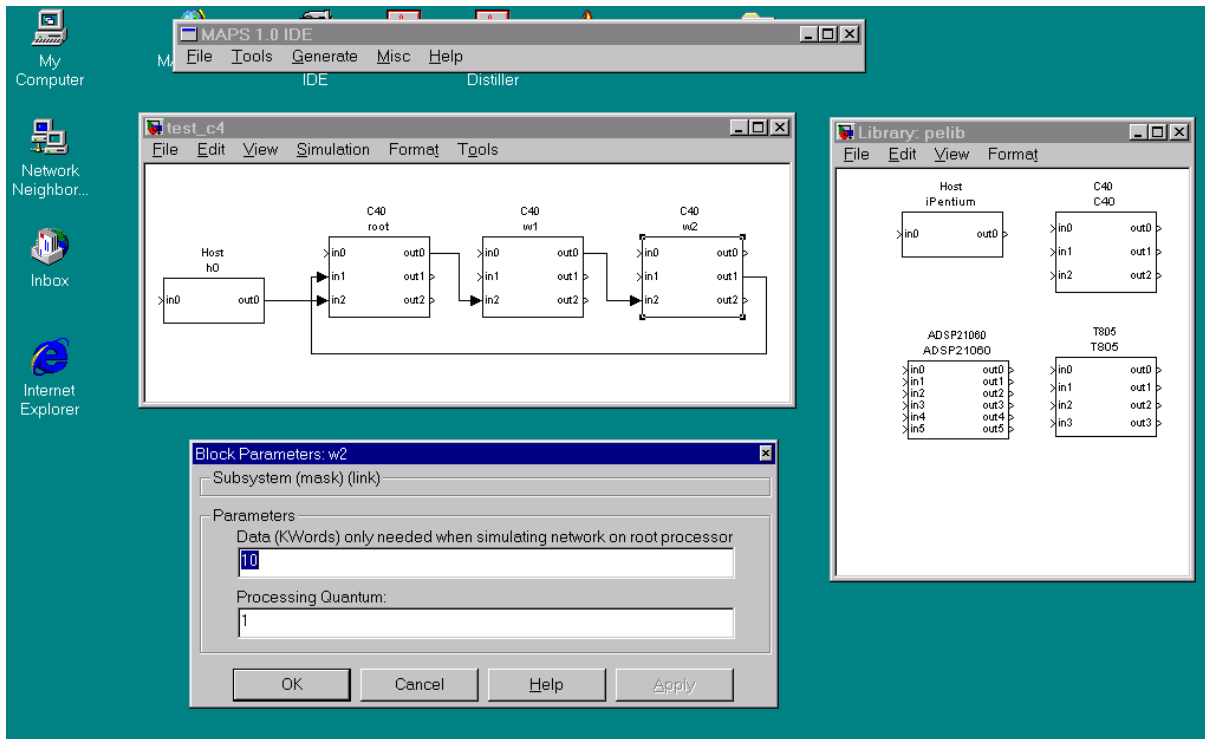 My
Computer
Network
Neighbor...
Inbox
Internet
Explorer
IDE
Distiller
MAPS 1.0 IDE
File Tools Generate Misc Help
test_c4
File Edit View Simulation Format Tools
Host
h0
in0 out0
C40
root
in0 out0
in1 out1
in2 out2
C40
w1
in0 out0
in1 out1
in2 out2
C40
w2
in0 out0
in1 out1
in2 out2
Library: pelib
File Edit View Format
Host
iPentium
in0 out0
C40
C40
in0 out0
in1 out1
in2 out2
ADSP21060
ADSP21060
in0 out0
in1 out1
in2 out2
in3 out3
in4 out4
in5 out5
T805
T805
in0 out0
in1 out1
in2 out2
in3 out3
Block Parameters: w2
Subsystem (mask) (link)
Parameters
Data (KWords) only needed when simulating network on root processor
10
Processing Quantum:
1
OK Cancel Help Apply